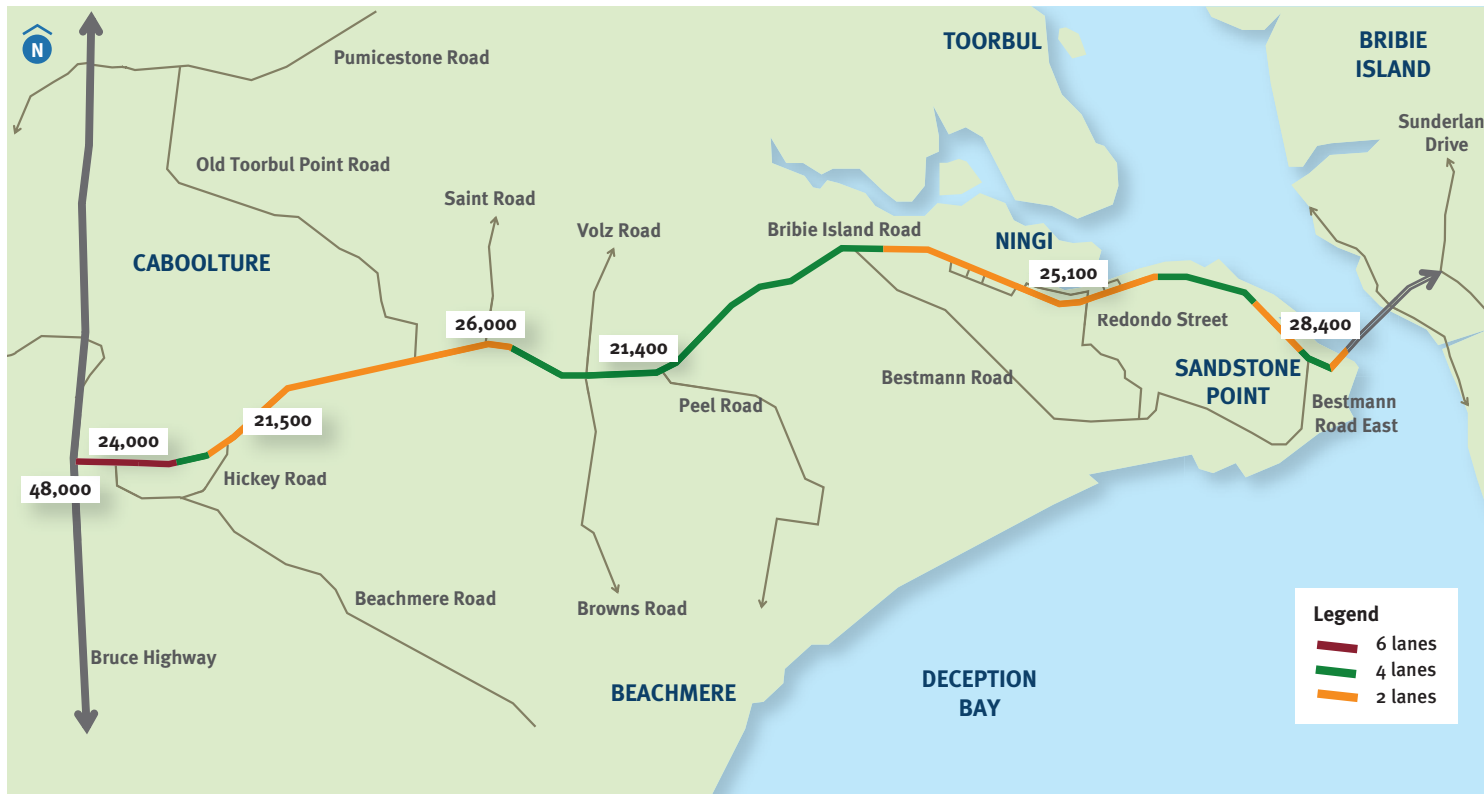 N
Pumicestone Road
TOORBUL
BRIBIE
ISLAND
Sunderlan
Drive
Old Toorbul Point Road
Saint Road
Volz Road
Bribie Island Road
NINGI
CABOOLTURE
25,100
26,000
21,400
Redondo Street
28,400
SANDSTONE
POINT
Bestmann Road
Peel Road
Bestmann
Road East
21,500
24,000
Hickey Road
48,000
Beachmere Road
Browns Road
Bruce Highway
BEACHMERE
DECEPTION
BAY
Legend
6 lanes
4 lanes
2 lanes